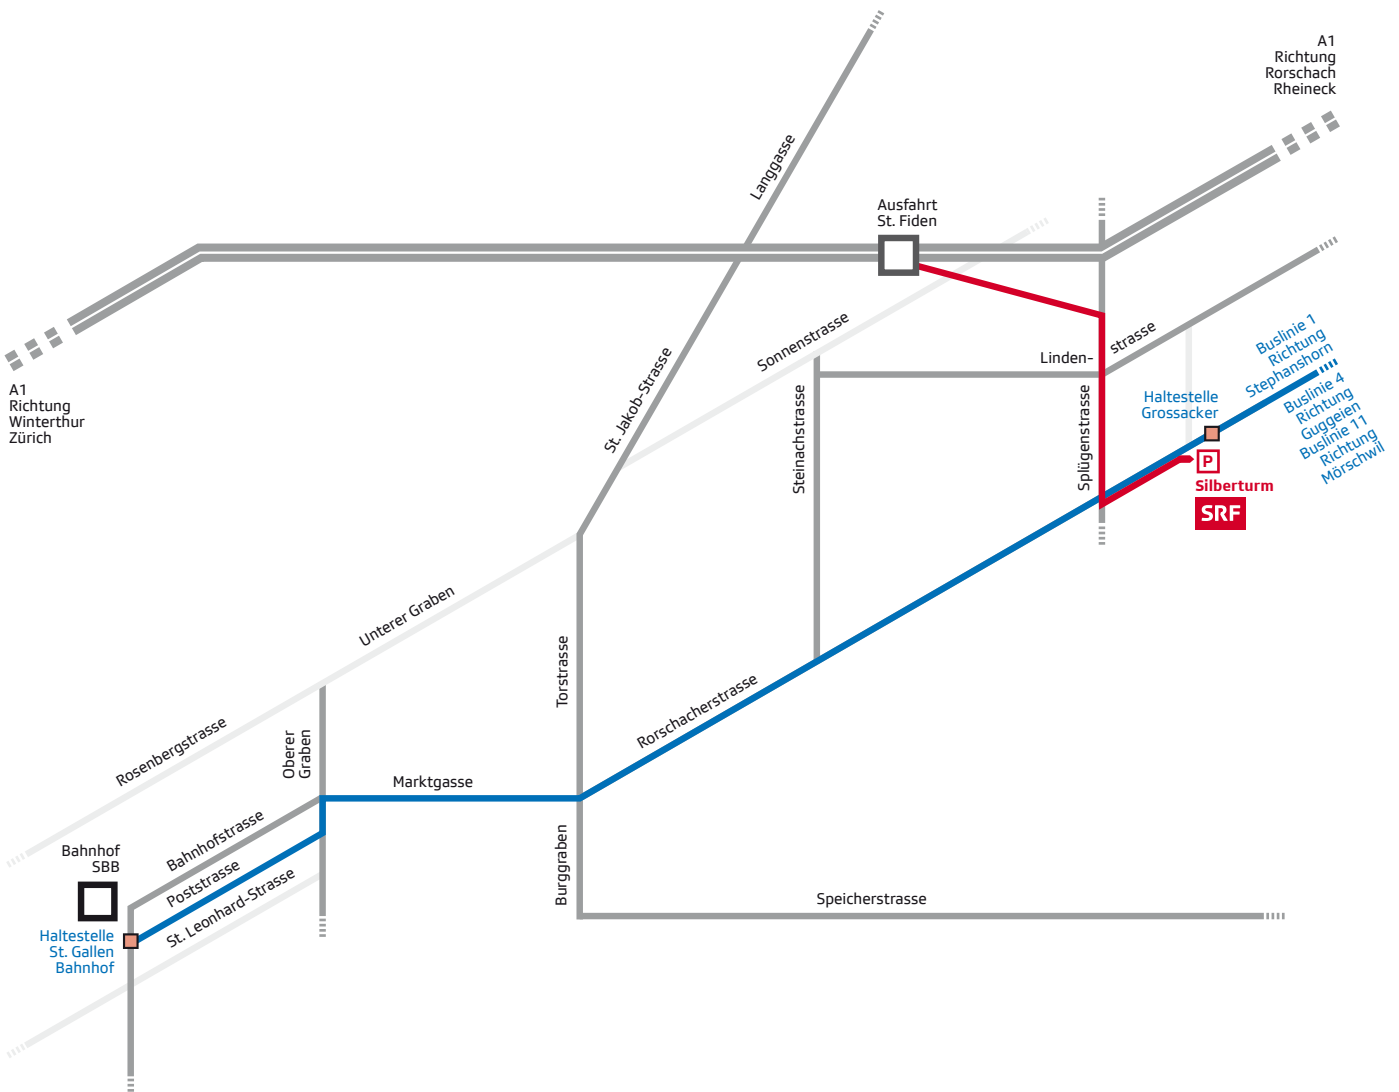 A1
Richtung
Rorschach
Rheineck
Langgasse
Ausfahrt
St. Fiden
A1
Richtung
Winterthur
Zürich
St. Jakob-Strasse
Sonnenstrasse
Linden-
strasse
Steinachstrasse
Splügenstrasse
Buslinie 1
Richtung
Stephanshorn
Buslinie 4
Richtung
Guggeien
Buslinie 11
Richtung
Mörschwil
Haltestelle
Grossacker
P
Silberturm
SRF
Unterer Graben
Torstrasse
Rorschacherstrasse
Rosenbergstrasse
Oberer
Graben
Marktgasse
Bahnhofstrasse
Poststrasse
St. Leonhard-Strasse
Burggraben
Speicherstrasse
Bahnhof
SBB
Haltestelle
St. Gallen
Bahnhof